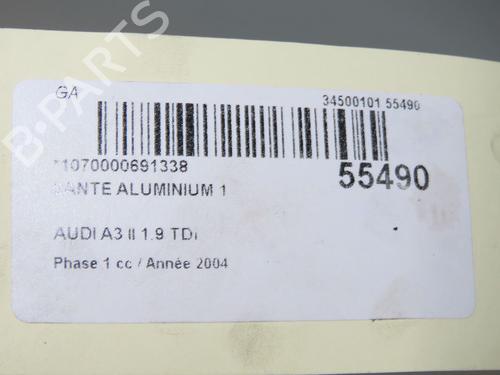 B-PARTS
GA
34500101 55490
*1070000691338
55490
JANTE ALUMINIUM 1
AUDI A3 II 1.9 TDI
Phase 1 cc / Année 2004